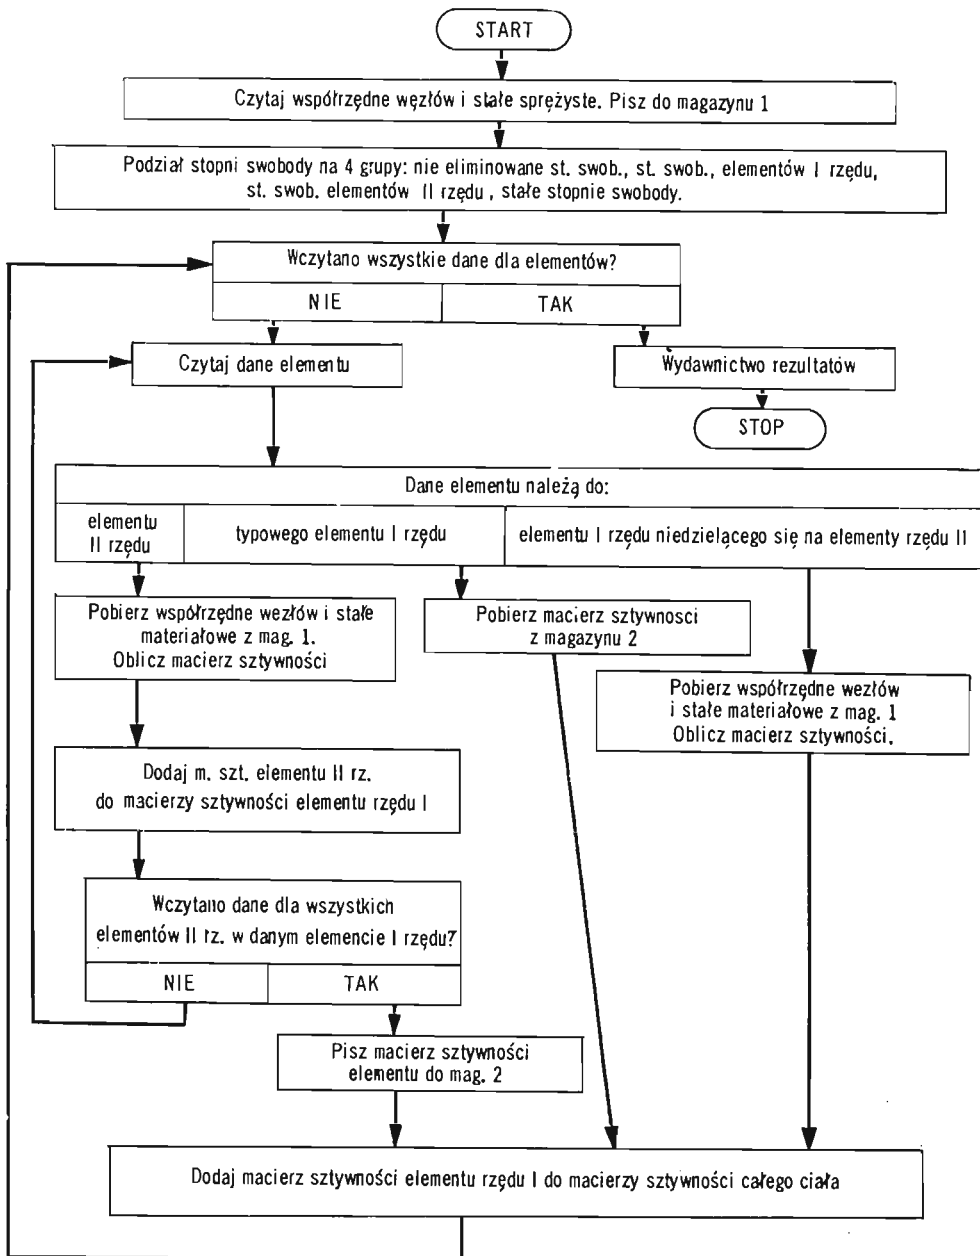 START
Czytaj współrzędne węzłów i stałe sprężyste. Pisz do magazynu 1
Podział stopni swobody na 4 grupy: nie eliminowane st. swob., st. swob., elementów I rzędu,
st. swob. elementów II rzędu , stałe stopnie swobody.
Wczytano wszystkie dane dla elementów?
NIE
TAK
Czytaj dane elementu
Wydawnictwo rezultatów
STOP
Dane elementu należą do:
elementu
II rzędu
typowego elementu I rzędu
elementu I rzędu niedzielącego się na elementy rzędu II
Pobierz współrzędne wezłów i stałe
materiałowe z mag. 1.
Oblicz macierz sztywności
Pobierz macierz sztywnosci
z magazynu 2
Pobierz współrzędne wezłów
i stałe materiałowe z mag. 1
Oblicz macierz sztywności.
Dodaj m. szt. elementu II rz.
do macierzy sztywności elementu rzędu I
Wczytano dane dla wszystkich
elementów II rz. w danym elemencie I rzędu?
NIE
TAK
Pisz macierz sztywności
elementu do mag. 2
Dodaj macierz sztywności elementu rzędu I do macierzy sztywności całego ciała